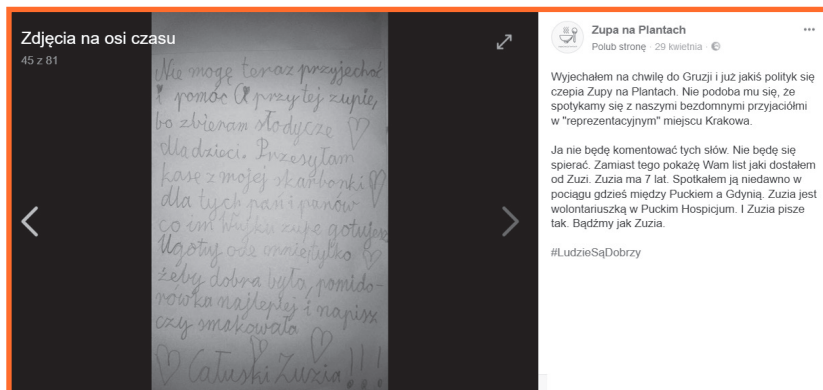 Zdjęcia na osi czasu
45 z 81
Nie mogę teraz przyjechać
i pomóc przy tej zupie,
bo zbieram słodycze
dla dzieci. Przesyłam
kasę z mojej skarbonki
dla tych pań i panów
co im Wujku zupę gotujesz
Ugotuj odemnie tylko
żeby dobra była, pomido-
rówka najlepiej i napisz
czy smakowała
Całuski Zuzia!!!
Zupa na Plantach
Polub stronę · 29 kwietnia ·
Wyjechałem na chwilę do Gruzji i już jakiś polityk się
czepia Zupy na Plantach. Nie podoba mu się, że
spotykamy się z naszymi bezdomnymi przyjaciółmi
w "reprezentacyjnym" miejscu Krakowa.
Ja nie będę komentować tych słów. Nie będę się
spierać. Zamiast tego pokażę Wam list jaki dostałem
od Zuzi. Zuzia ma 7 lat. Spotkałem ją niedawno w
pociągu gdzieś między Puckiem a Gdynią. Zuzia jest
wolontariuszką w Puckim Hospicjum. I Zuzia pisze
tak. Bądźmy jak Zuzia.
#LudzieSąDobrzy